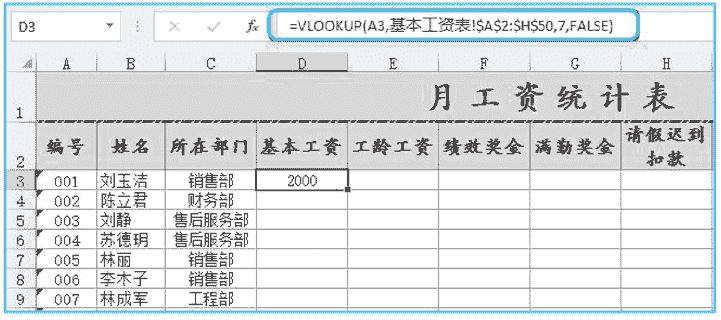 D3 fx =VLOOKUP(A3,基本工资表!$A$2:$H$50,7,FALSE)
A B C D E F G H
1 月工资统计表
2 编号 姓名 所在部门 基本工资 工龄工资 绩效奖金 满勤奖金 请假迟到
扣款
3 001 刘玉洁 销售部 2000
4 002 陈立君 财务部
5 003 刘静 售后服务部
6 004 苏德玥 售后服务部
7 005 林丽 销售部
8 006 李木子 销售部
9 007 林成军 工程部